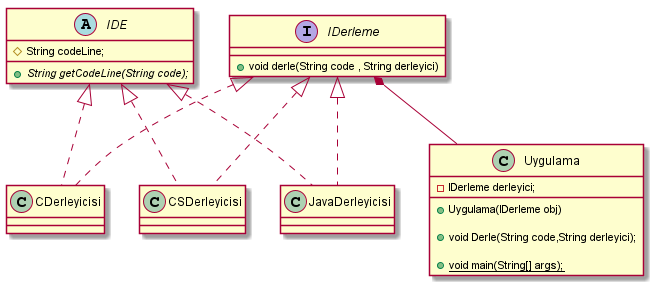 A IDE
String codeLine;
String getCodeLine(String code);
I IDerleme
void derle(String code , String derleyici)
C CDerleyicisi
C CSDerleyicisi
C JavaDerleyicisi
C Uygulama
IDerleme derleyici;
Uygulama(IDerleme obj)
void Derle(String code,String derleyici);
void main(String[] args);